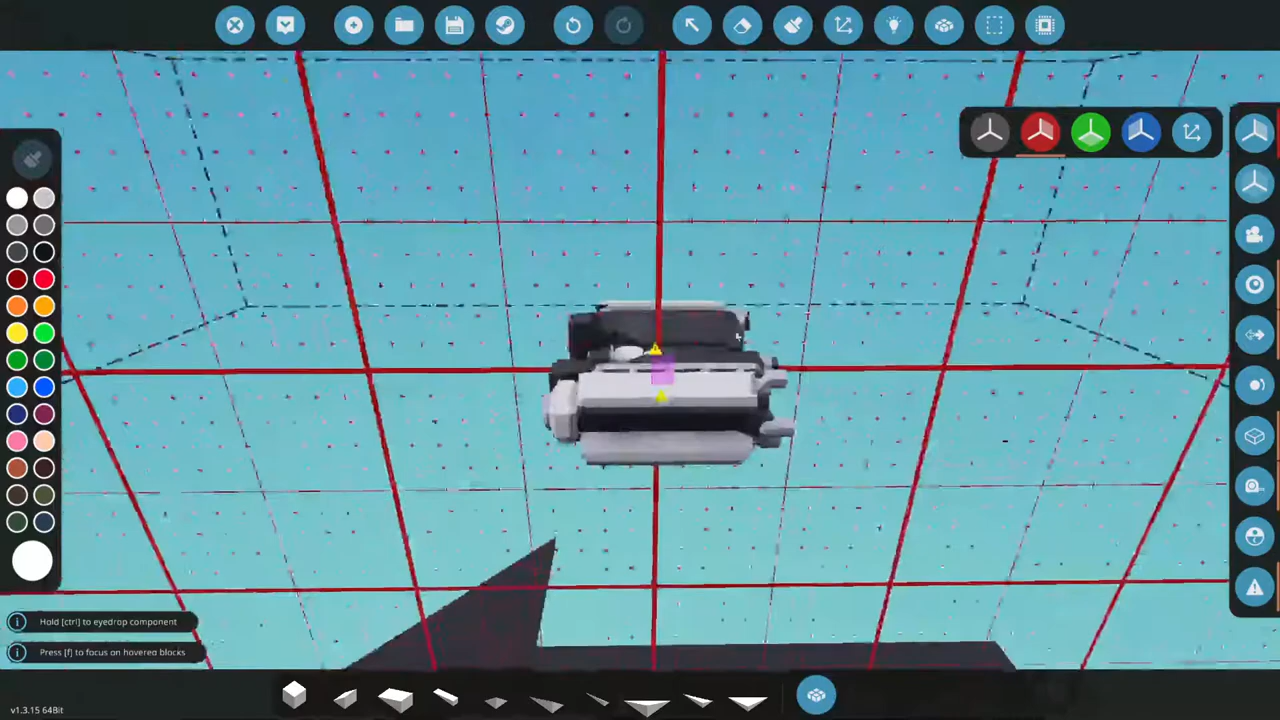 Hold [ctrl] to eyedrop component
Press [f] to focus on hovered blocks
v1.3.15 64Bit